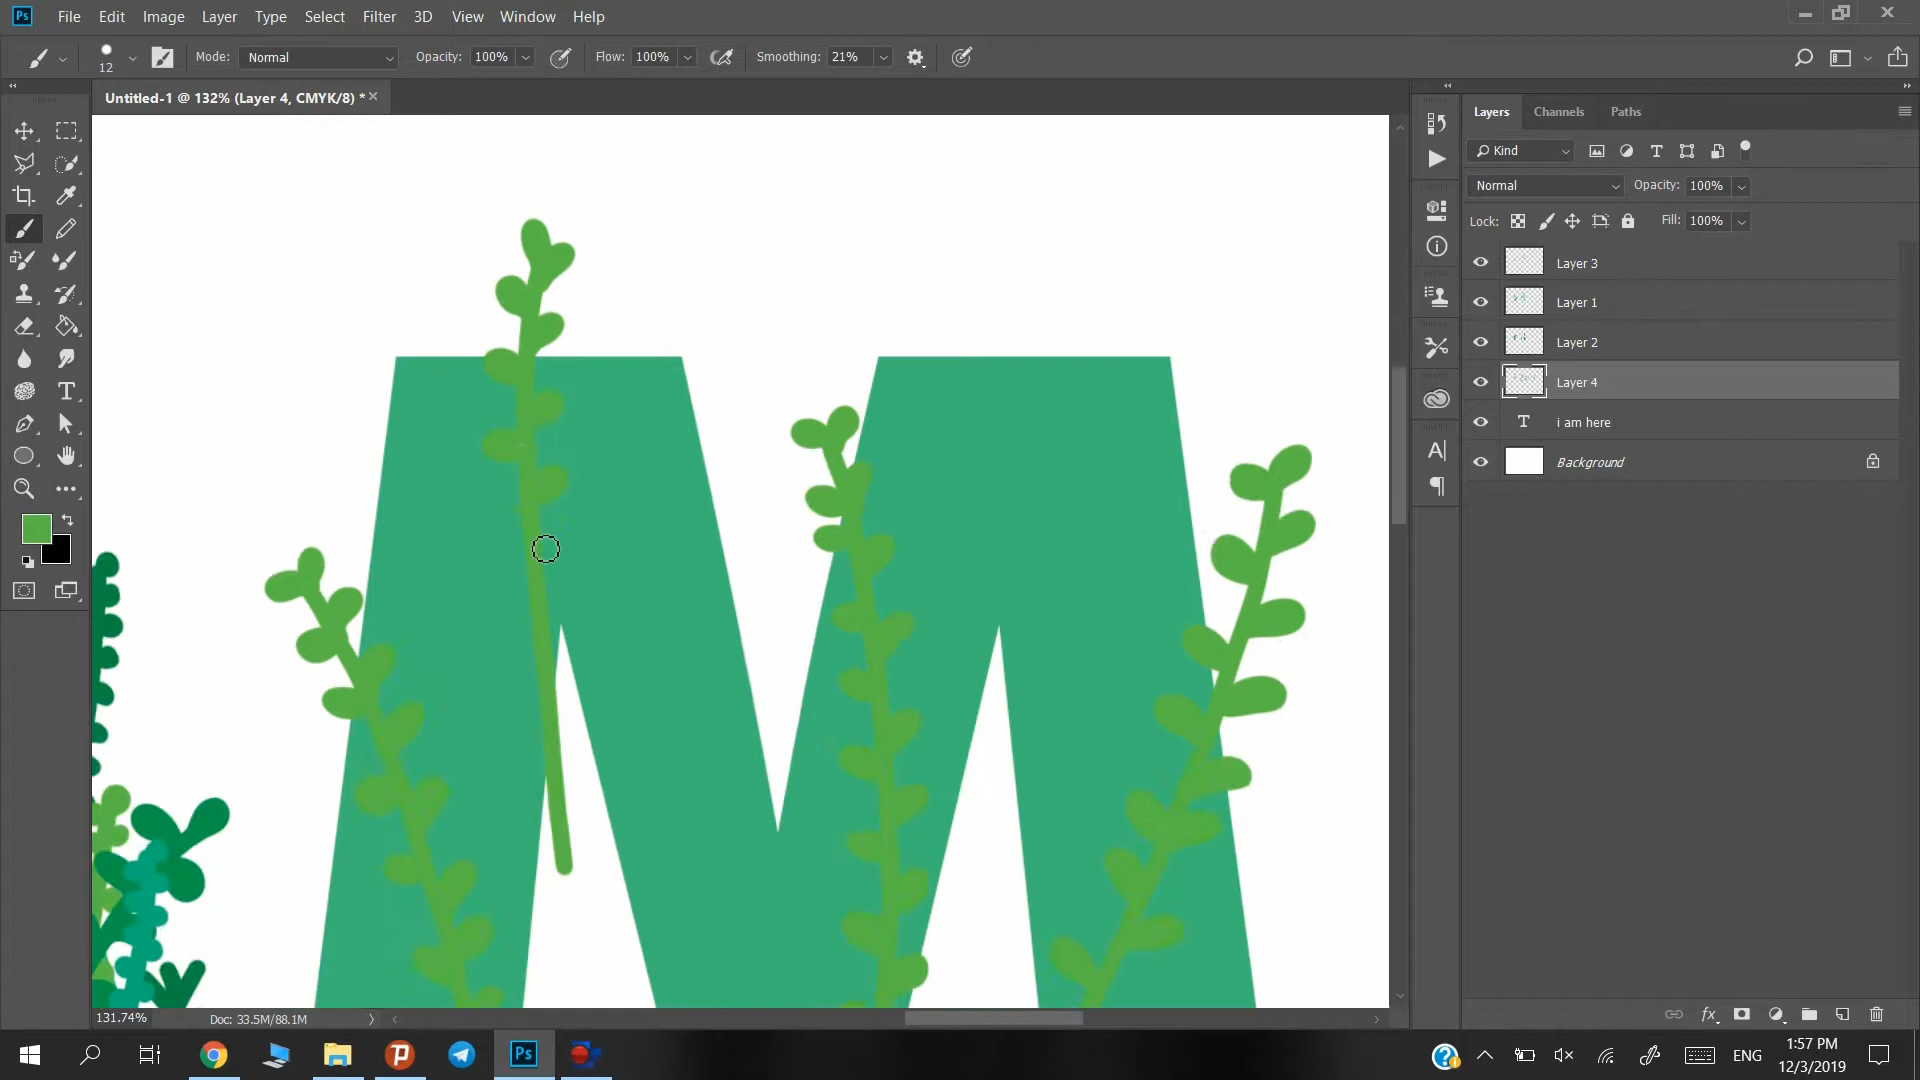 Ps File Edit Image Layer Type Select Filter 3D View Window Help
12 Mode: Normal Opacity: 100% Flow: 100% Smoothing: 21%
Untitled-1 @ 132% (Layer 4, CMYK/8) *
Layers Channels Paths
Kind
Normal Opacity: 100%
Lock: Fill: 100%
Layer 3
Layer 1
Layer 2
Layer 4
i am here
Background
131.74% Doc: 33.5M/88.1M
ENG 1:57 PM
12/3/2019